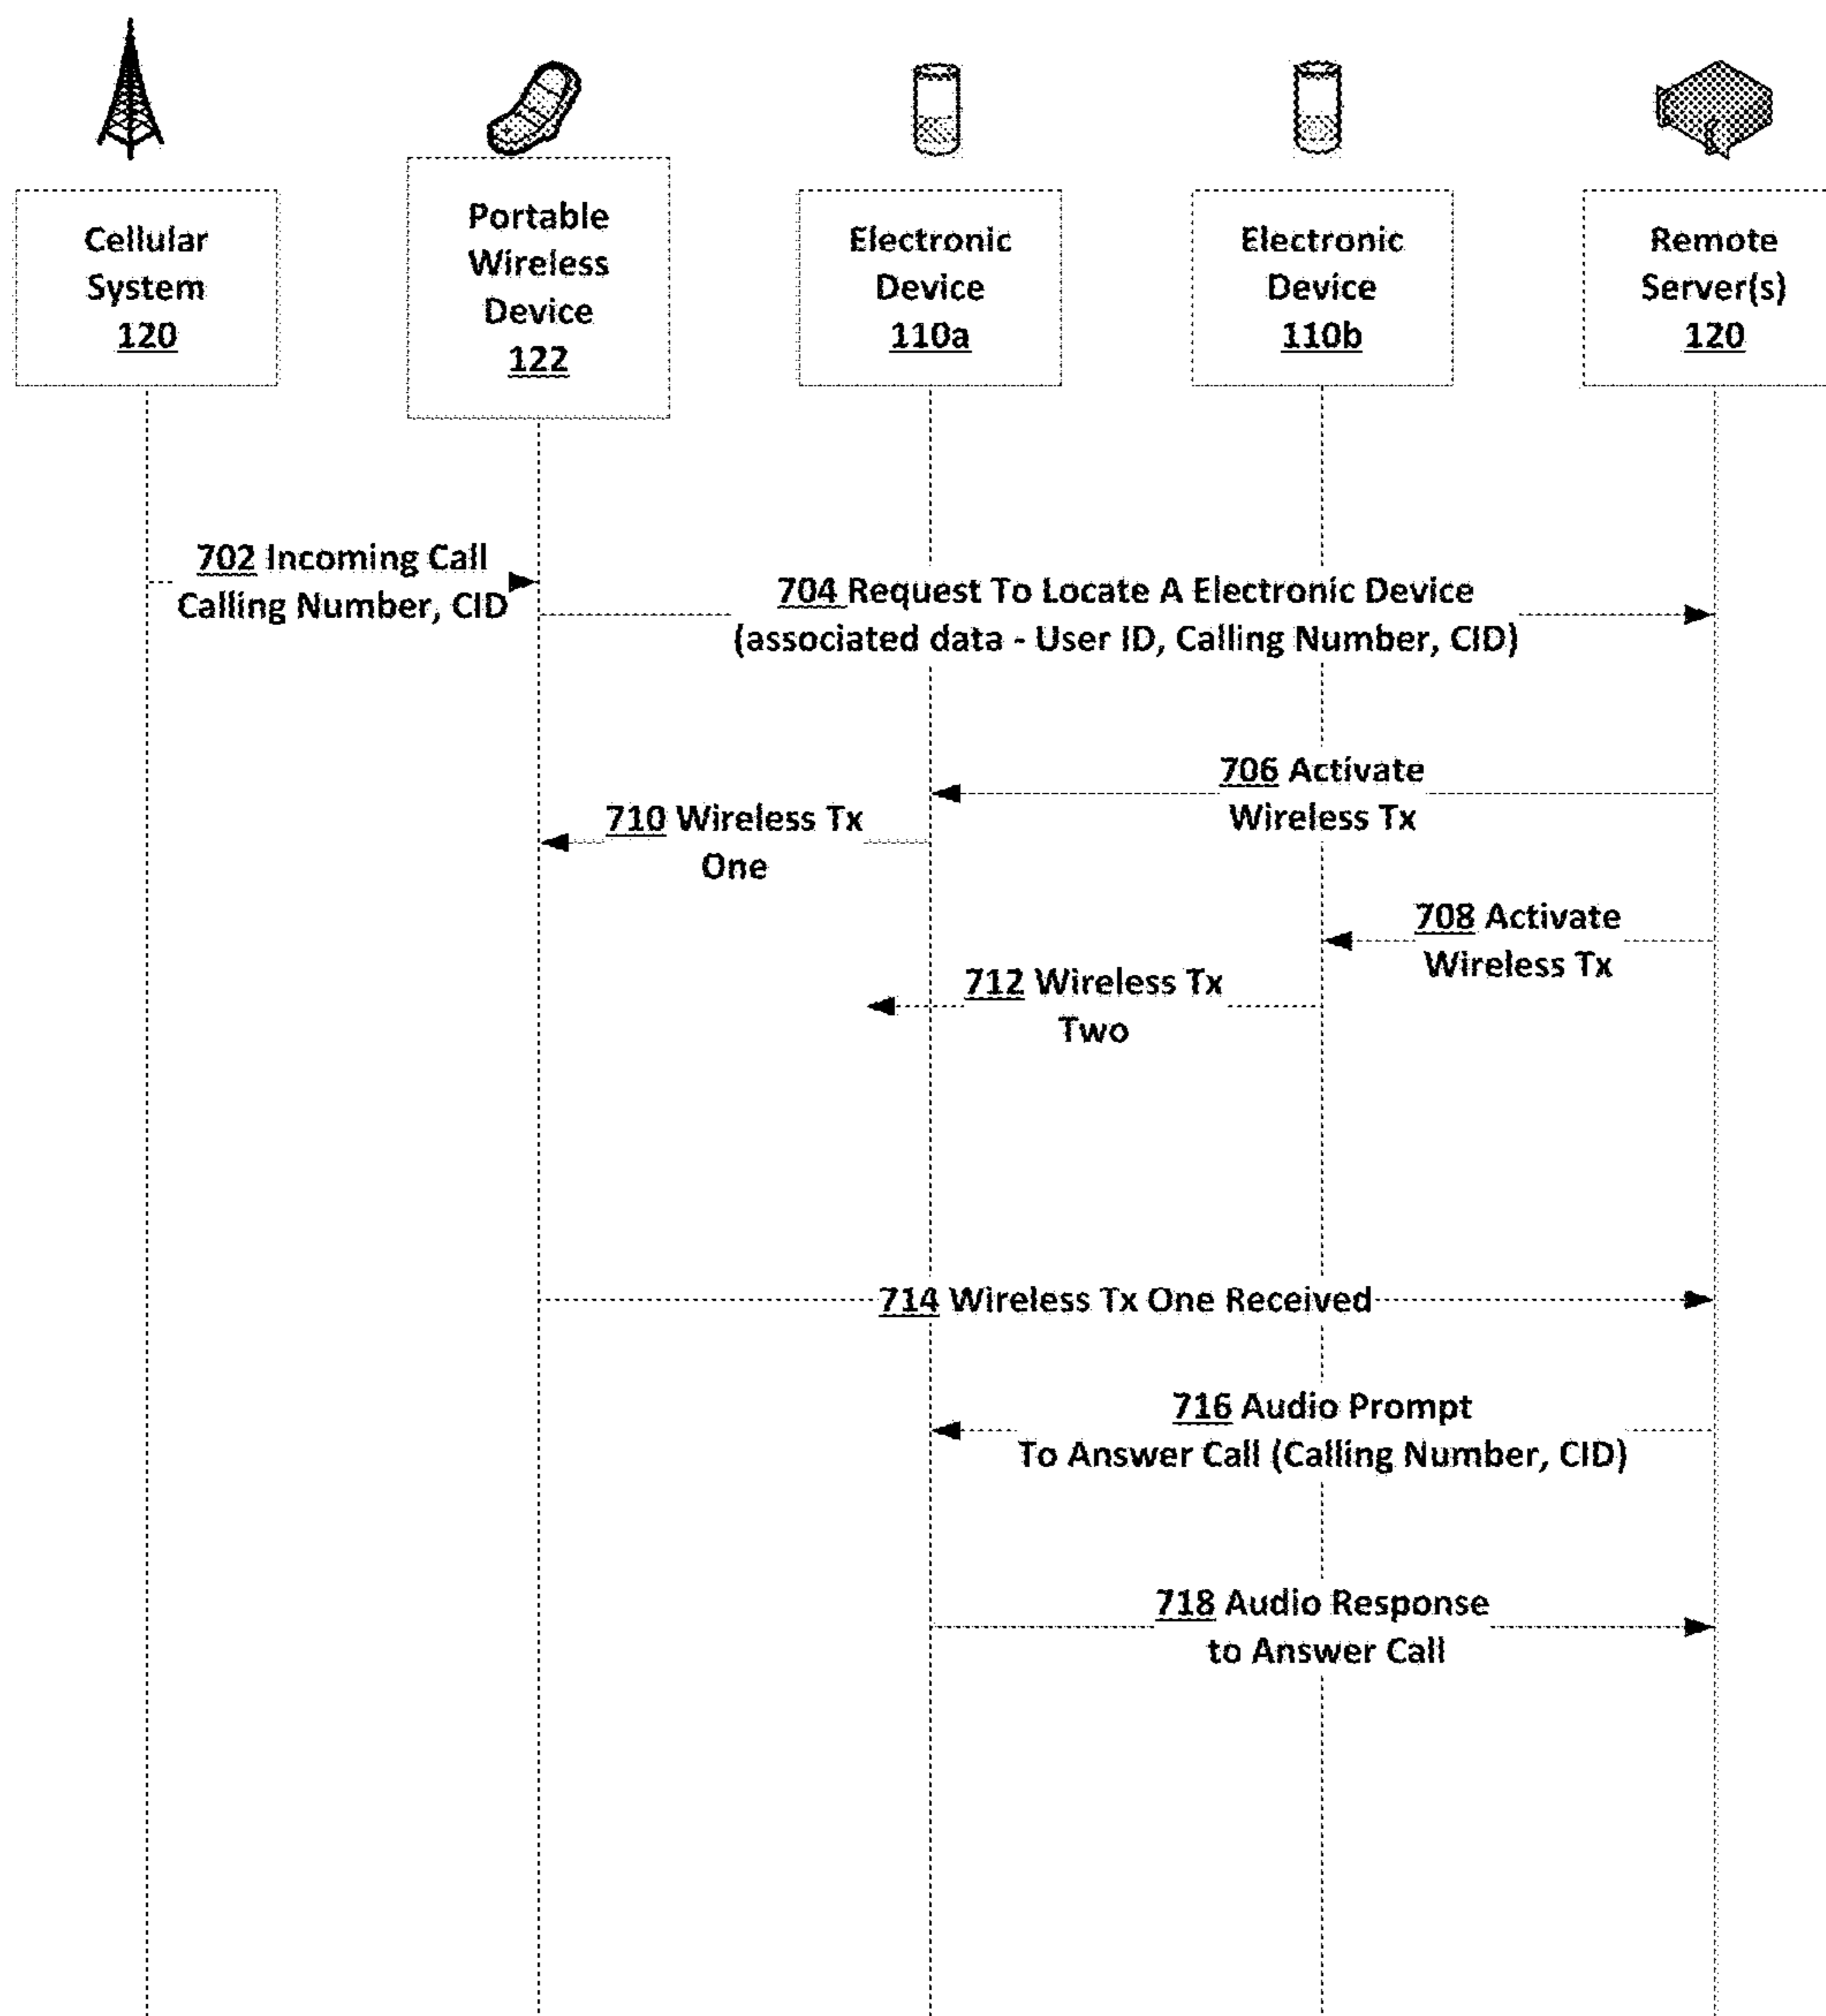 Cellular
System
120
Portable
Wireless
Device
122
Electronic
Device
110a
Electronic
Device
110b
Remote
Server(s)
120
702 Incoming Call
Calling Number, CID
704 Request To Locate A Electronic Device
(associated data - User ID, Calling Number, CID)
706 Activate
Wireless Tx
710 Wireless Tx
One
708 Activate
Wireless Tx
712 Wireless Tx
Two
714 Wireless Tx One Received
716 Audio Prompt
To Answer Call (Calling Number, CID)
718 Audio Response
to Answer Call